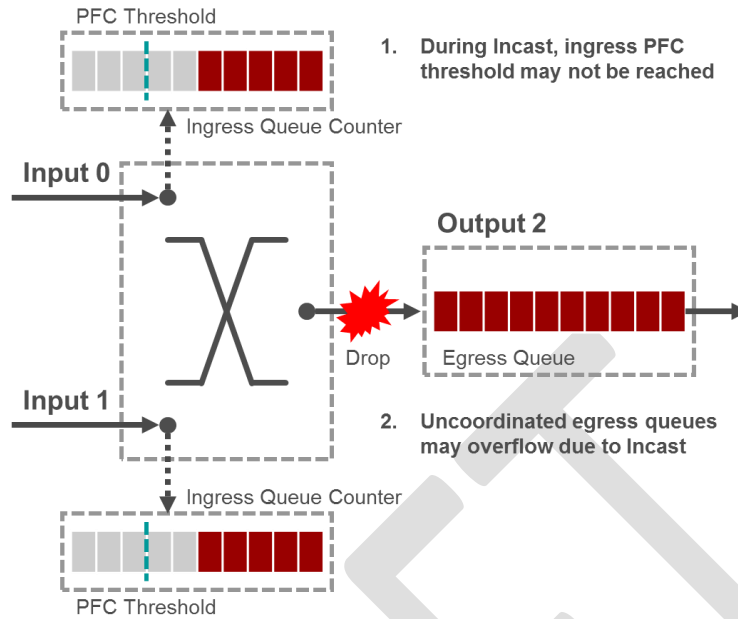 PFC Threshold
1. During Incast, ingress PFC
threshold may not be reached
Ingress Queue Counter
Input 0
Output 2
Drop
Egress Queue
Input 1
2. Uncoordinated egress queues
may overflow due to Incast
Ingress Queue Counter
PFC Threshold